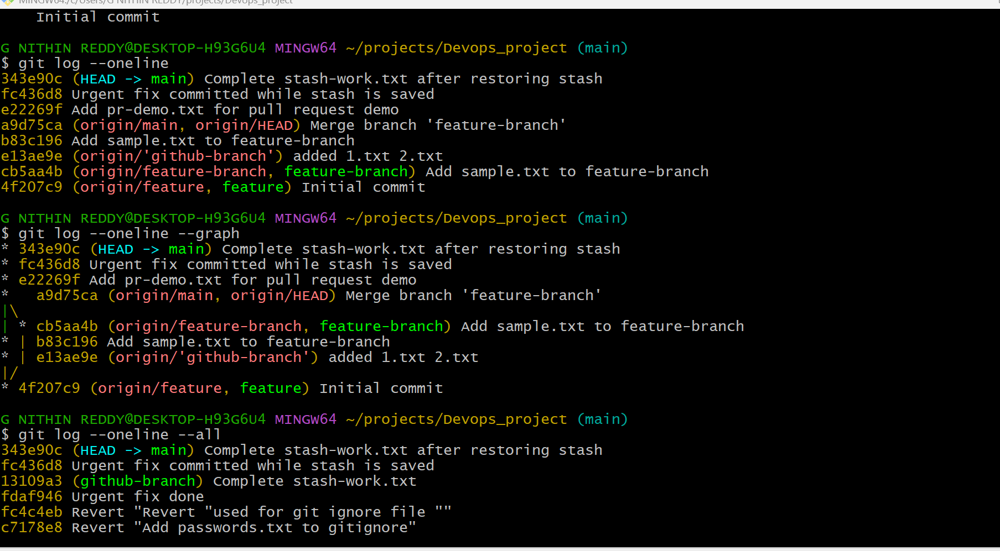 MINGW64:/c/Users/G NITHIN REDDY/projects/Devops_project
    Initial commit

G NITHIN REDDY@DESKTOP-H93G6U4 MINGW64 ~/projects/Devops_project (main)
$ git log --oneline
343e90c (HEAD -> main) Complete stash-work.txt after restoring stash
fc436d8 Urgent fix committed while stash is saved
e22269f Add pr-demo.txt for pull request demo
a9d75ca (origin/main, origin/HEAD) Merge branch 'feature-branch'
b83c196 Add sample.txt to feature-branch
e13ae9e (origin/'github-branch') added 1.txt 2.txt
cb5aa4b (origin/feature-branch, feature-branch) Add sample.txt to feature-branch
4f207c9 (origin/feature, feature) Initial commit

G NITHIN REDDY@DESKTOP-H93G6U4 MINGW64 ~/projects/Devops_project (main)
$ git log --oneline --graph
* 343e90c (HEAD -> main) Complete stash-work.txt after restoring stash
* fc436d8 Urgent fix committed while stash is saved
* e22269f Add pr-demo.txt for pull request demo
*   a9d75ca (origin/main, origin/HEAD) Merge branch 'feature-branch'
|\
| * cb5aa4b (origin/feature-branch, feature-branch) Add sample.txt to feature-branch
* | b83c196 Add sample.txt to feature-branch
* | e13ae9e (origin/'github-branch') added 1.txt 2.txt
|/
* 4f207c9 (origin/feature, feature) Initial commit

G NITHIN REDDY@DESKTOP-H93G6U4 MINGW64 ~/projects/Devops_project (main)
$ git log --oneline --all
343e90c (HEAD -> main) Complete stash-work.txt after restoring stash
fc436d8 Urgent fix committed while stash is saved
13109a3 (github-branch) Complete stash-work.txt
fdaf946 Urgent fix done
fc4c4eb Revert "Revert "used for git ignore file ""
c7178e8 Revert "Add passwords.txt to gitignore"